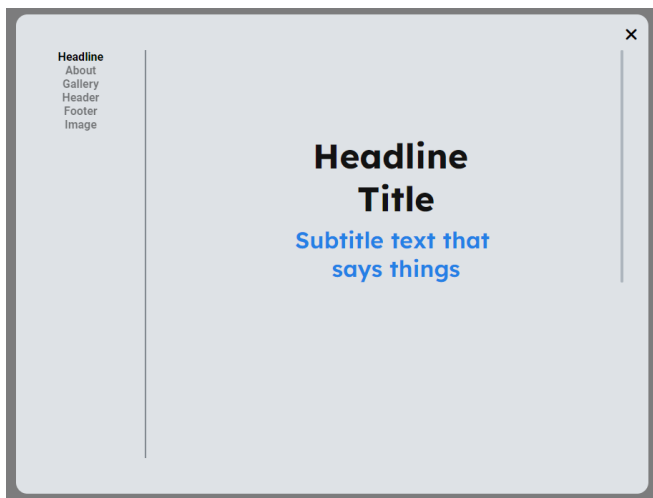 Headline
About
Gallery
Header
Footer
Image
Headline
Title
Subtitle text that
says things